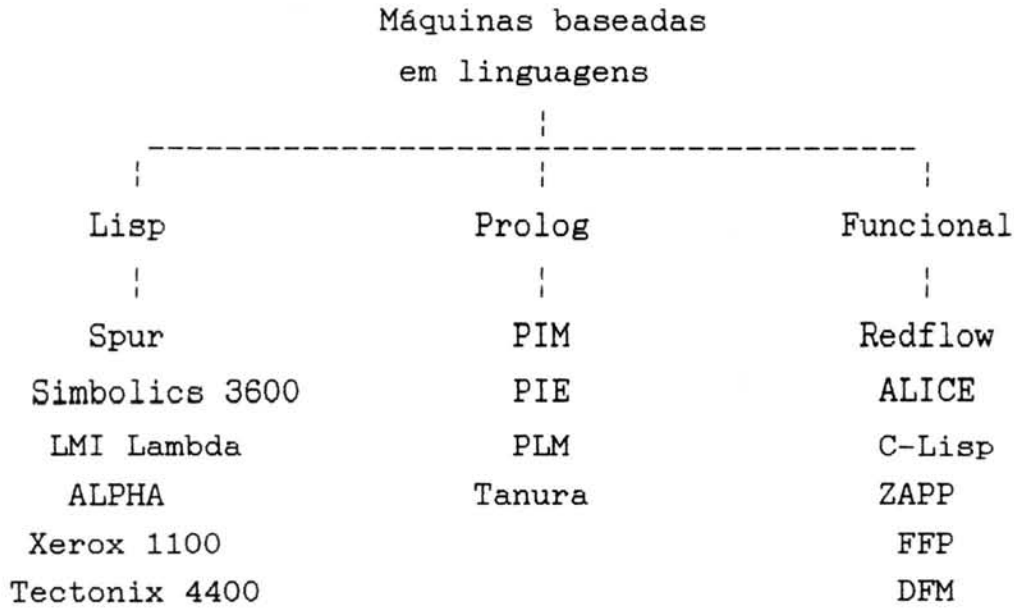 Máquinas baseadas
em linguagens
Lisp Prolog Funcional
Spur PIM Redflow
Simbolics 3600 PIE ALICE
LMI Lambda PLM C-Lisp
ALPHA Tanura ZAPP
Xerox 1100 FFP
Tectonix 4400 DFM